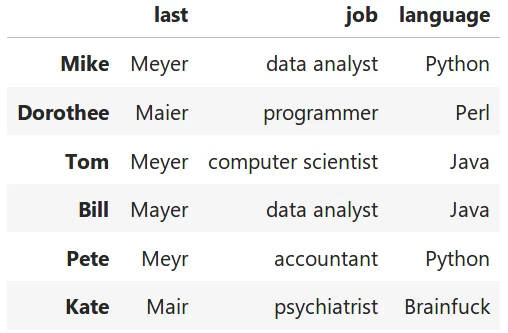 last job language
Mike Meyer data analyst Python
Dorothee Maier programmer Perl
Tom Meyer computer scientist Java
Bill Mayer data analyst Java
Pete Meyr accountant Python
Kate Mair psychiatrist Brainfuck